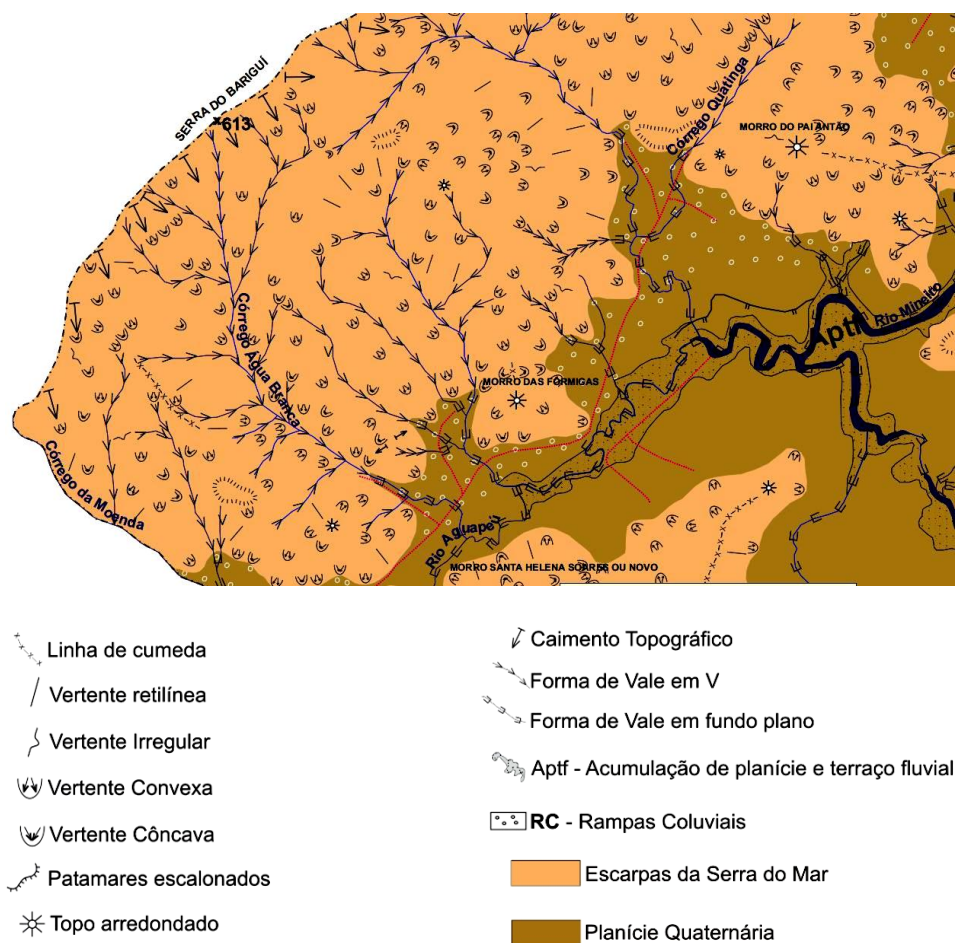 SERRA DO BARIGUÍ
x613
Córrego Quatinga
MORRO DO PAI ANTÃO
Rio Mineiro
Aptf
Córrego Água Branca
MORRO DAS FORMIGAS
Córrego da Moenda
Rio Aguapeú
MORRO SANTA HELENA SOARES OU NOVO
Linha de cumeda
Vertente retilínea
Vertente Irregular
Vertente Convexa
Vertente Côncava
Patamares escalonados
Topo arredondado
Caimento Topográfico
Forma de Vale em V
Forma de Vale em fundo plano
Aptf - Acumulação de planície e terraço fluvial
RC - Rampas Coluviais
Escarpas da Serra do Mar
Planície Quaternária